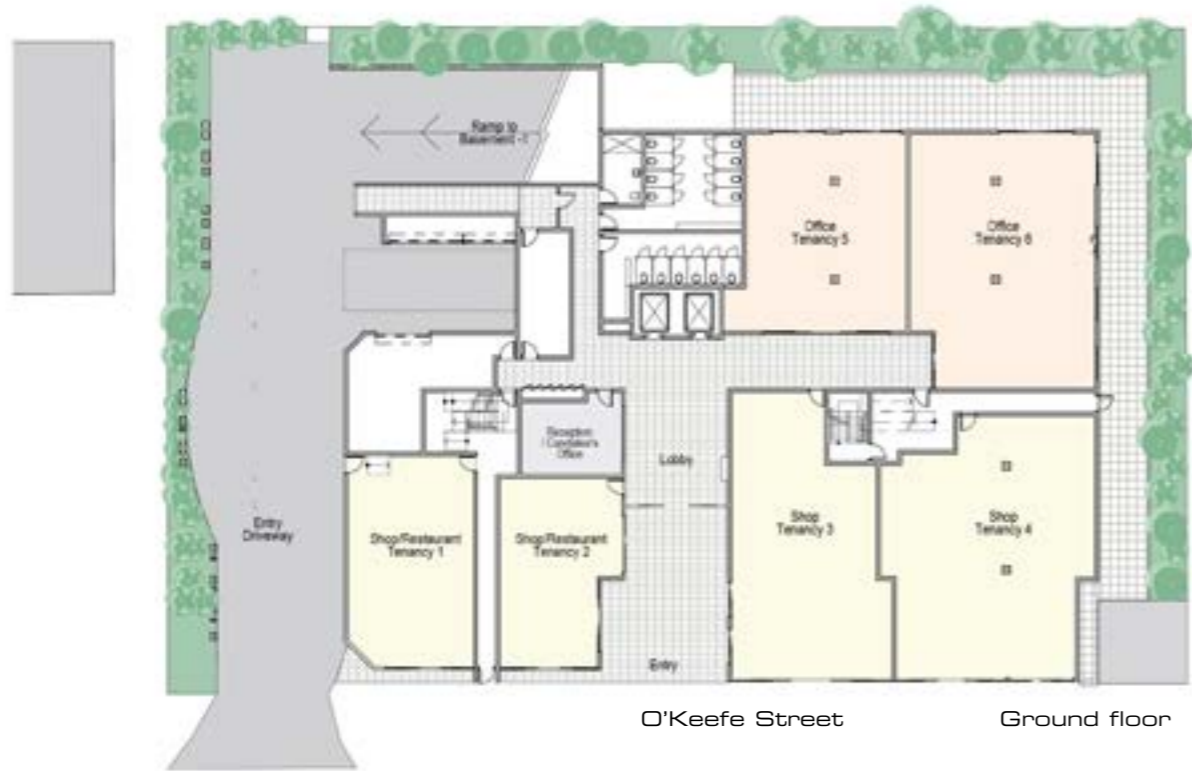 Ramp to
Basement -1
Office
Tenancy 5
Office
Tenancy 6
Reception
/ Caretaker's
Office
Lobby
Entry
Driveway
Shop/Restaurant
Tenancy 1
Shop/Restaurant
Tenancy 2
Shop
Tenancy 3
Shop
Tenancy 4
Entry
O'Keefe Street
Ground floor